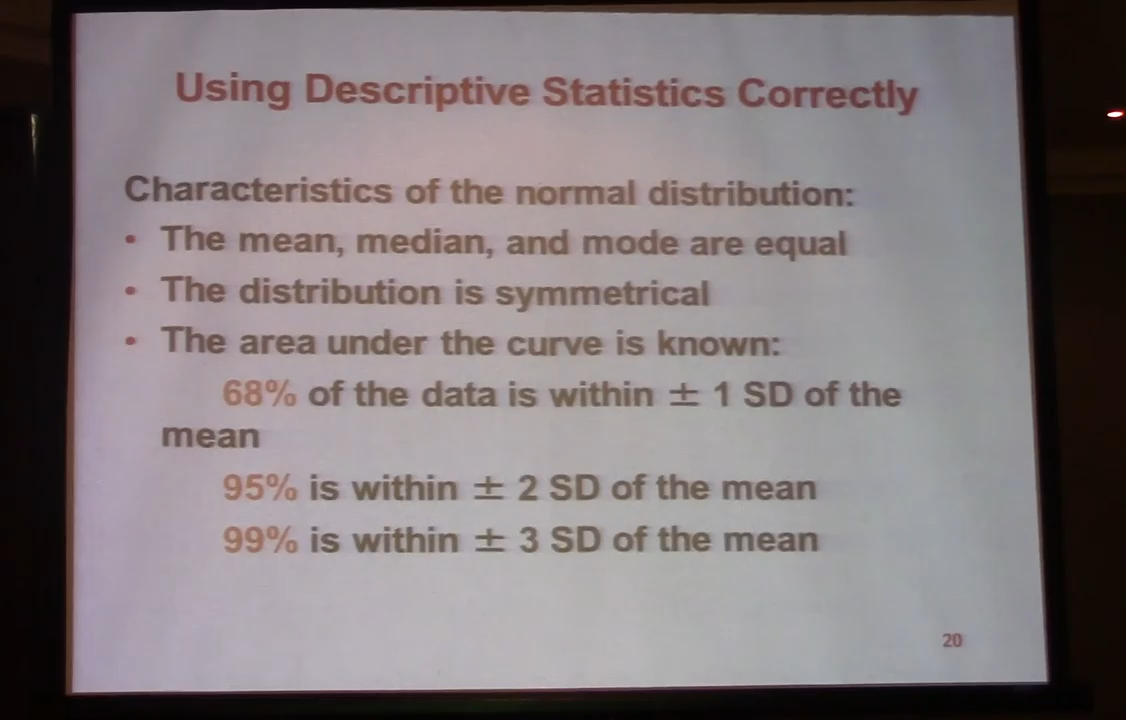 Using Descriptive Statistics Correctly
Characteristics of the normal distribution:
• The mean, median, and mode are equal
• The distribution is symmetrical
• The area under the curve is known:
68% of the data is within ± 1 SD of the
mean
95% is within ± 2 SD of the mean
99% is within ± 3 SD of the mean
20